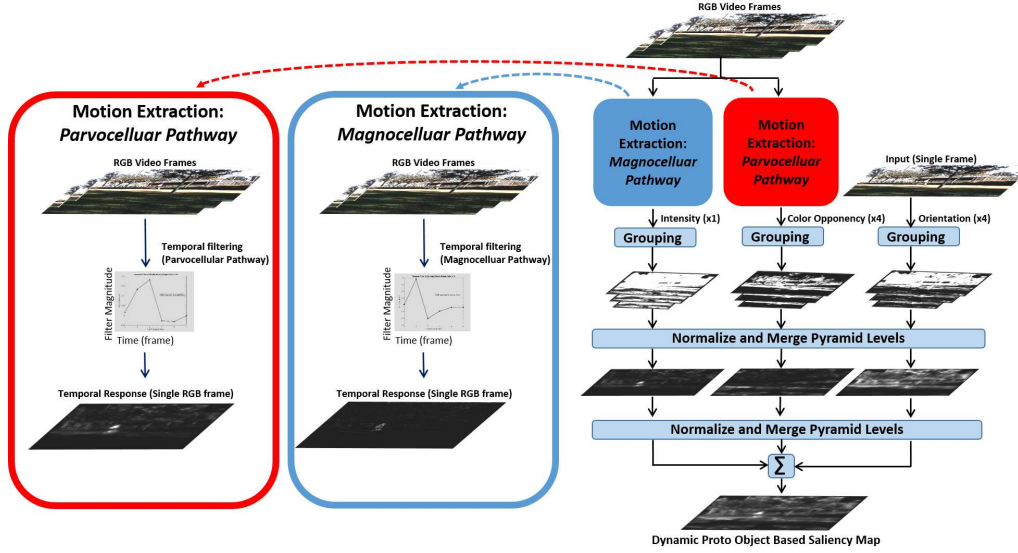 RGB Video Frames
Motion Extraction:
Parvocelluar Pathway
RGB Video Frames
Temporal filtering
(Parvocellular Pathway)
Filter Magnitude
Time (frame)
Temporal Response (Single RGB frame)
Motion Extraction:
Magnocelluar Pathway
RGB Video Frames
Temporal filtering
(Magnocelluar Pathway)
Filter Magnitude
Time (frame)
Temporal Response (Single RGB frame)
Motion
Extraction:
Magnocelluar
Pathway
Motion
Extraction:
Parvocelluar
Pathway
Input (Single Frame)
Intensity (x1)
Color Opponency (x4)
Orientation (x4)
Grouping
Grouping
Grouping
Normalize and Merge Pyramid Levels
Normalize and Merge Pyramid Levels
Σ
Dynamic Proto Object Based Saliency Map